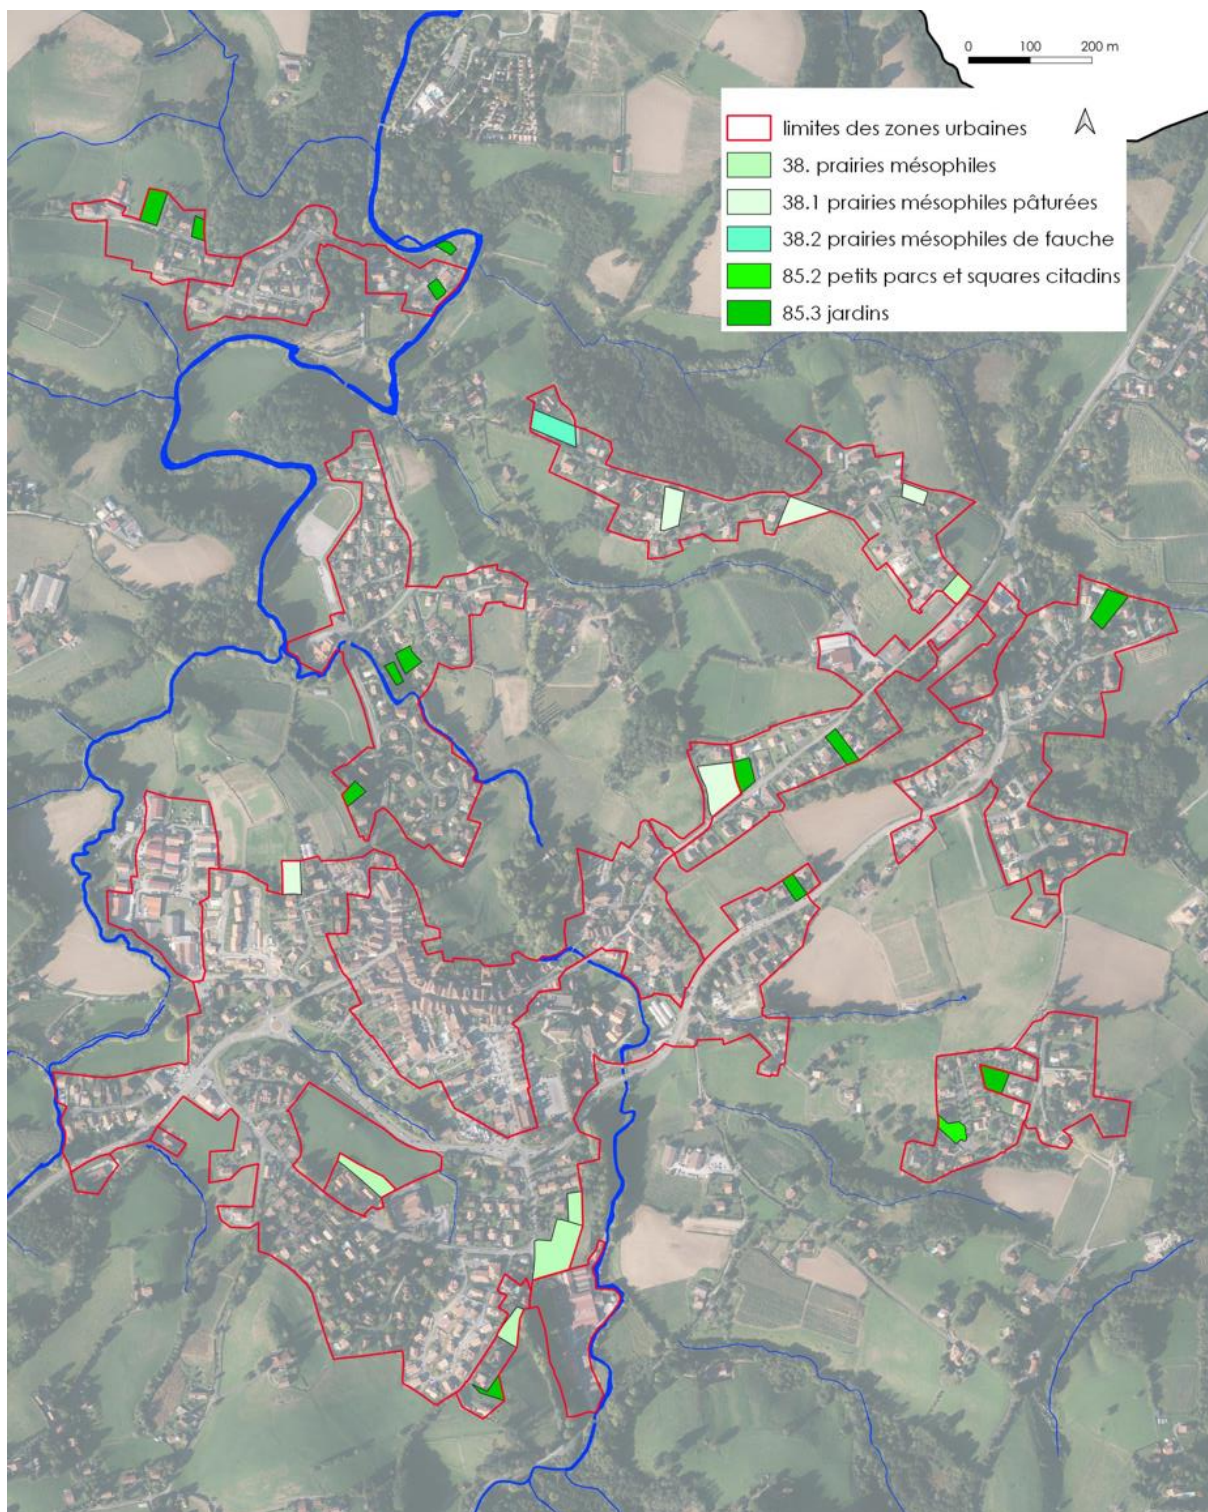 0 100 200 m
limites des zones urbaines
38. prairies mésophiles
38.1 prairies mésophiles pâturées
38.2 prairies mésophiles de fauche
85.2 petits parcs et squares citadins
85.3 jardins